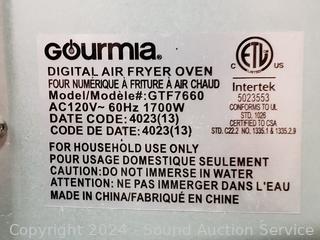 GOURMIA
DIGITAL AIR FRYER OVEN
FOUR NUMÉRIQUE À FRITURE À AIR CHAUD
Model/Modèle#: GTF7660
AC120V~ 60Hz 1700W
DATE CODE: 4023(13)
CODE DATE: 4023(13)
FOR HOUSEHOLD USE ONLY
POUR USAGE DOMESTIQUE SEULEMENT
CAUTION: DO NOT IMMERSE IN WATER
ATTENTION: NE PAS IMMERGER DANS L'EAU
MADE IN CHINA/FABRIQUÉ EN CHINE
C ETL US
LISTED
Intertek
5023553
CONFORMS TO UL
STD. 1026
CERTIFIED TO CSA
STD. C22.2 NO. 1335.1 & 1335.2.9
Copyright 2024 - Sound Auction Service